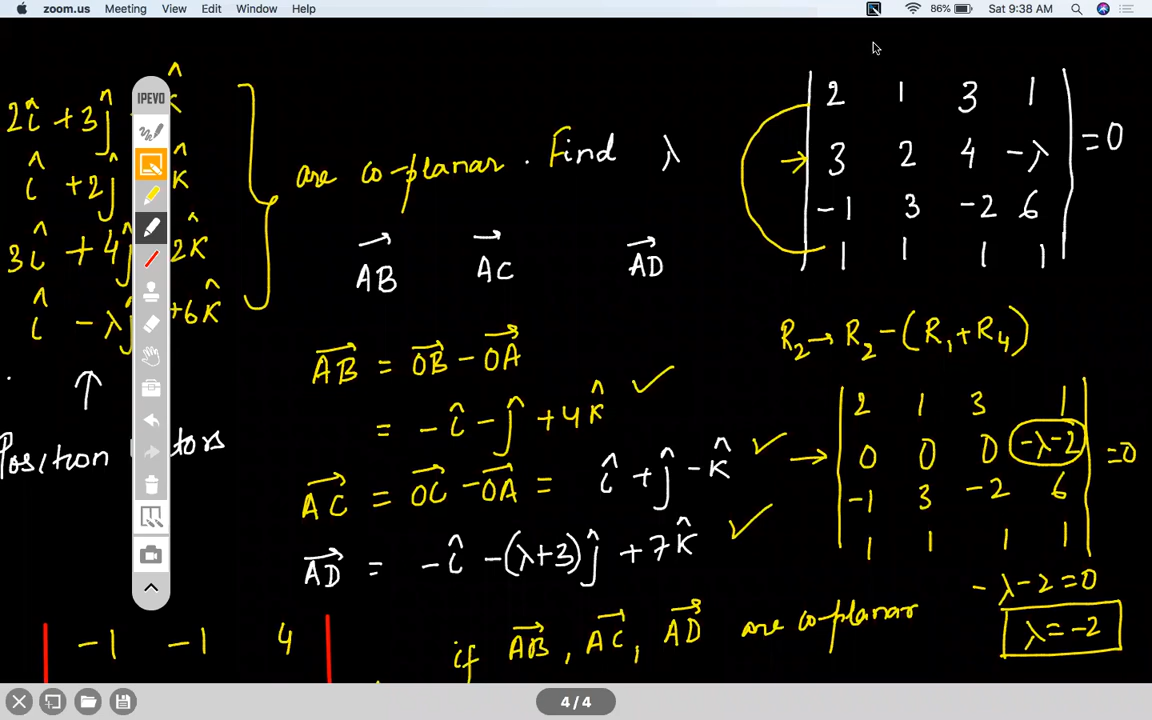 zoom.us Meeting View Edit Window Help 86% Sat 9:38 AM
IPEVO
2î + 3ĵ k̂
î + 2ĵ k̂
3î + 4ĵ 2k̂
î - λĵ + 6k̂
are co-planar. Find λ
AB→ AC→ AD→
AB→ = OB→ - OA→
= -î - ĵ + 4k̂ ✓
AC→ = OC→ - OA→ = î + ĵ - k̂ ✓
AD→ = -î - (λ+3)ĵ + 7k̂ ✓
↑
Position tors
-1 -1 4
if AB→, AC→, AD→ are co-planar
2 1 3 1
→ 3 2 4 -λ = 0
-1 3 -2 6
1 1 1 1
R₂ → R₂ - (R₁ + R₄)
2 1 3 1
→ 0 0 0 -λ-2 = 0
-1 3 -2 6
1 1 1 1
-λ-2 = 0
λ = -2
4/4